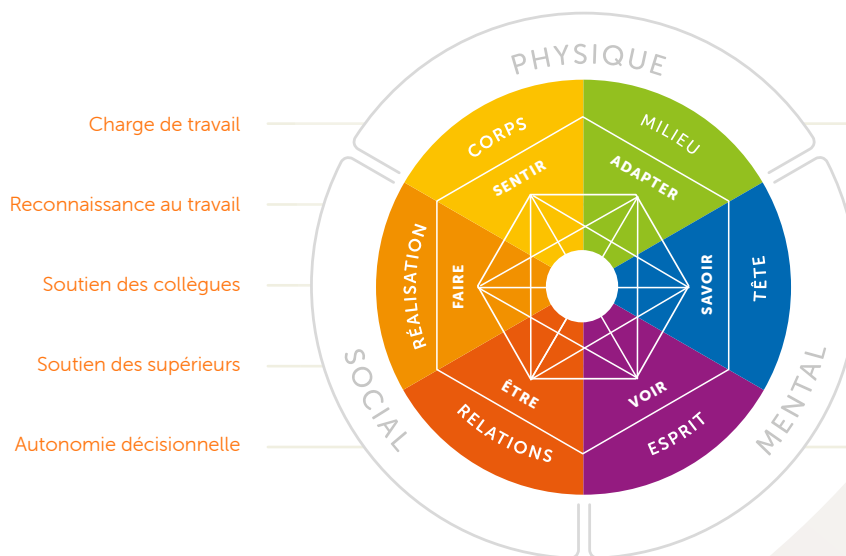 PHYSIQUE
Charge de travail
Reconnaissance au travail
Soutien des collègues
Soutien des supérieurs
Autonomie décisionnelle
CORPS
MILIEU
SENTIR
ADAPTER
RÉALISATION
FAIRE
SAVOIR
TÊTE
ÊTRE
VOIR
RELATIONS
ESPRIT
SOCIAL
MENTAL